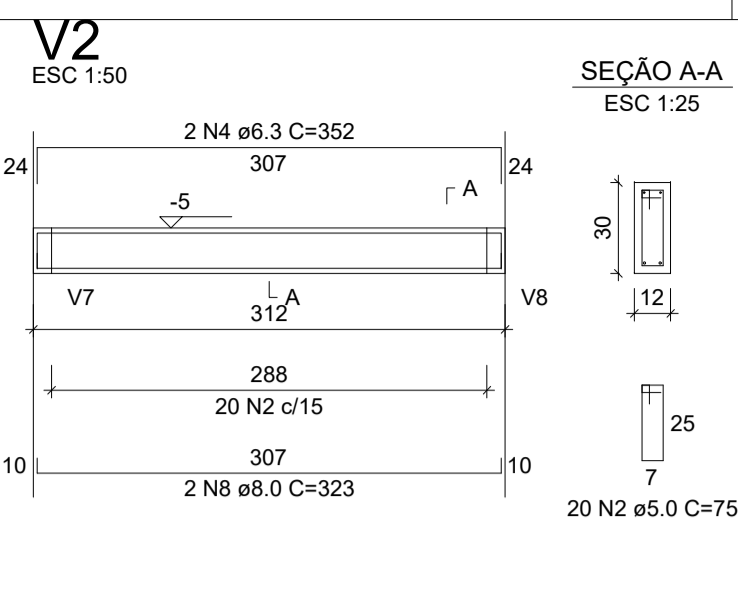 V2
ESC 1:50
SEÇÃO A-A
ESC 1:25
2 N4 ø6.3 C=352
24
307
24
A
-5
30
V7
A
V8
12
312
288
20 N2 c/15
25
10
307
10
7
2 N8 ø8.0 C=323
20 N2 ø5.0 C=75